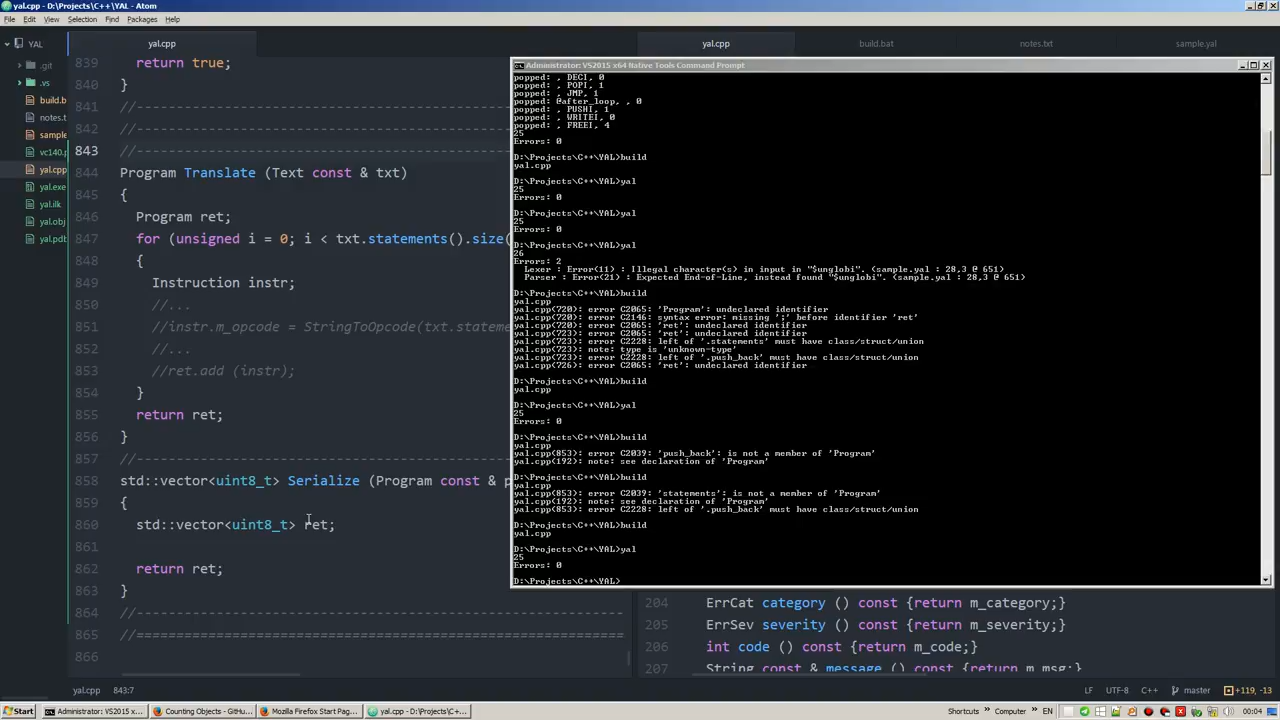 yal.cpp - D:\Projects\C++\YAL - Atom
File Edit View Selection Find Packages Help
YAL
.git
.vs
build.b
notes.t
sample
vc140.p
yal.cpp
yal.exe
yal.ilk
yal.obj
yal.pdb
yal.cpp
839 return true;
840 }
841 //------------------------------------------------------------
842 //------------------------------------------------------------
843 //------------------------------------------------------------
844 Program Translate (Text const & txt)
845 {
846 Program ret;
847 for (unsigned i = 0; i < txt.statements().size(
848 {
849 Instruction instr;
850 //...
851 //instr.m_opcode = StringToOpcode(txt.stateme
852 //...
853 //ret.add (instr);
854 }
855 return ret;
856 }
857 //------------------------------------------------------------
858 std::vector<uint8_t> Serialize (Program const & p
859 {
860 std::vector<uint8_t> ret;
861
862 return ret;
863 }
864 //------------------------------------------------------------
865 //============================================================
866
yal.cpp build.bat notes.txt sample.yal
Administrator: VS2015 x64 Native Tools Command Prompt
popped: , DECI, 0
popped: , POPI, 1
popped: , JMP, 1
popped: @after_loop, , 0
popped: , PUSHI, 1
popped: , WRITEI, 0
popped: , FREEI, 4
25
Errors: 0
D:\Projects\C++\YAL>build
yal.cpp
D:\Projects\C++\YAL>yal
25
Errors: 0
D:\Projects\C++\YAL>yal
25
Errors: 0
D:\Projects\C++\YAL>yal
26
Errors: 2
Lexer : Error(11) : Illegal character(s) in input in "$unglobi". (sample.yal : 28,3 @ 651)
Parser : Error(21) : Expected End-of-Line, instead found "$unglobi". (sample.yal : 28,3 @ 651)
D:\Projects\C++\YAL>build
yal.cpp
yal.cpp(720): error C2065: 'Program': undeclared identifier
yal.cpp(720): error C2146: syntax error: missing ';' before identifier 'ret'
yal.cpp(720): error C2065: 'ret': undeclared identifier
yal.cpp(723): error C2065: 'ret': undeclared identifier
yal.cpp(723): error C2228: left of '.statements' must have class/struct/union
yal.cpp(723): note: type is 'unknown-type'
yal.cpp(723): error C2228: left of '.push_back' must have class/struct/union
yal.cpp(726): error C2065: 'ret': undeclared identifier
D:\Projects\C++\YAL>build
yal.cpp
D:\Projects\C++\YAL>yal
25
Errors: 0
D:\Projects\C++\YAL>build
yal.cpp
yal.cpp(853): error C2039: 'push_back': is not a member of 'Program'
yal.cpp(192): note: see declaration of 'Program'
D:\Projects\C++\YAL>build
yal.cpp
yal.cpp(853): error C2039: 'statements': is not a member of 'Program'
yal.cpp(192): note: see declaration of 'Program'
yal.cpp(853): error C2228: left of '.push_back' must have class/struct/union
D:\Projects\C++\YAL>build
yal.cpp
D:\Projects\C++\YAL>yal
25
Errors: 0
D:\Projects\C++\YAL>
204 ErrCat category () const {return m_category;}
205 ErrSev severity () const {return m_severity;}
206 int code () const {return m_code;}
207 String const & message () const {return m_msg;}
yal.cpp 843:7 LF UTF-8 C++ master +119, -13
Start Administrator: VS2015 x... Counting Objects - GitHu... Mozilla Firefox Start Pag... yal.cpp - D:\Projects\C... Shortcuts » Computer » EN 00:04